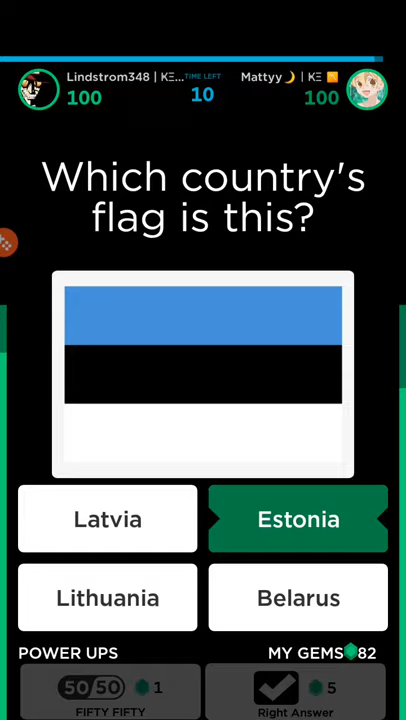 Lindstrom348 | KΞ... TIME LEFT Mattyy🌙 | KΞ
100 10 100
Which country's
flag is this?
Latvia Estonia
Lithuania Belarus
POWER UPS MY GEMS 82
50/50 1 5
FIFTY FIFTY Right Answer